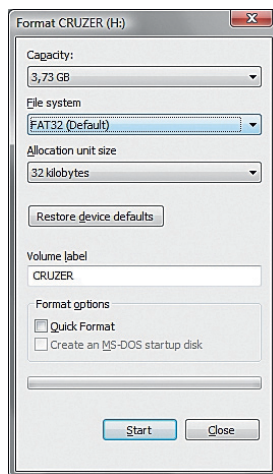 Format CRUZER (H:)
Capacity:
3,73 GB
File system
FAT32 (Default)
Allocation unit size
32 kilobytes
Restore device defaults
Volume label
CRUZER
Format options
Quick Format
Create an MS-DOS startup disk
Start
Close